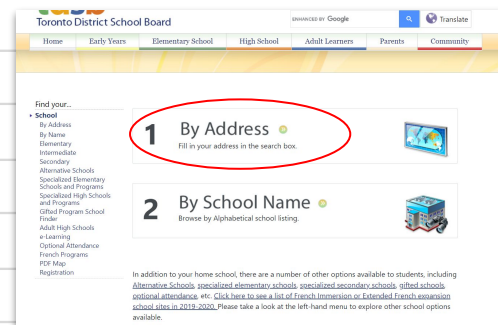 Toronto District School Board
ENHANCED BY Google
Translate
Home
Early Years
Elementary School
High School
Adult Learners
Parents
Community
Find your...
School
By Address
By Name
Elementary
Intermediate
Secondary
Alternative Schools
Specialized Elementary
Schools and Programs
Specialized High Schools
and Programs
Gifted Program School
Finder
Adult High Schools
e-Learning
Optional Attendance
French Programs
PDF Map
Registration
1 By Address
Fill in your address in the search box.
2 By School Name
Browse by Alphabetical school listing.
In addition to your home school, there are a number of other options available to students, including
Alternative Schools, specialized elementary schools, specialized secondary schools, gifted schools,
optional attendance, etc. Click here to see a list of French Immersion or Extended French expansion
school sites in 2019-2020. Please take a look at the left-hand menu to explore other school options
available.